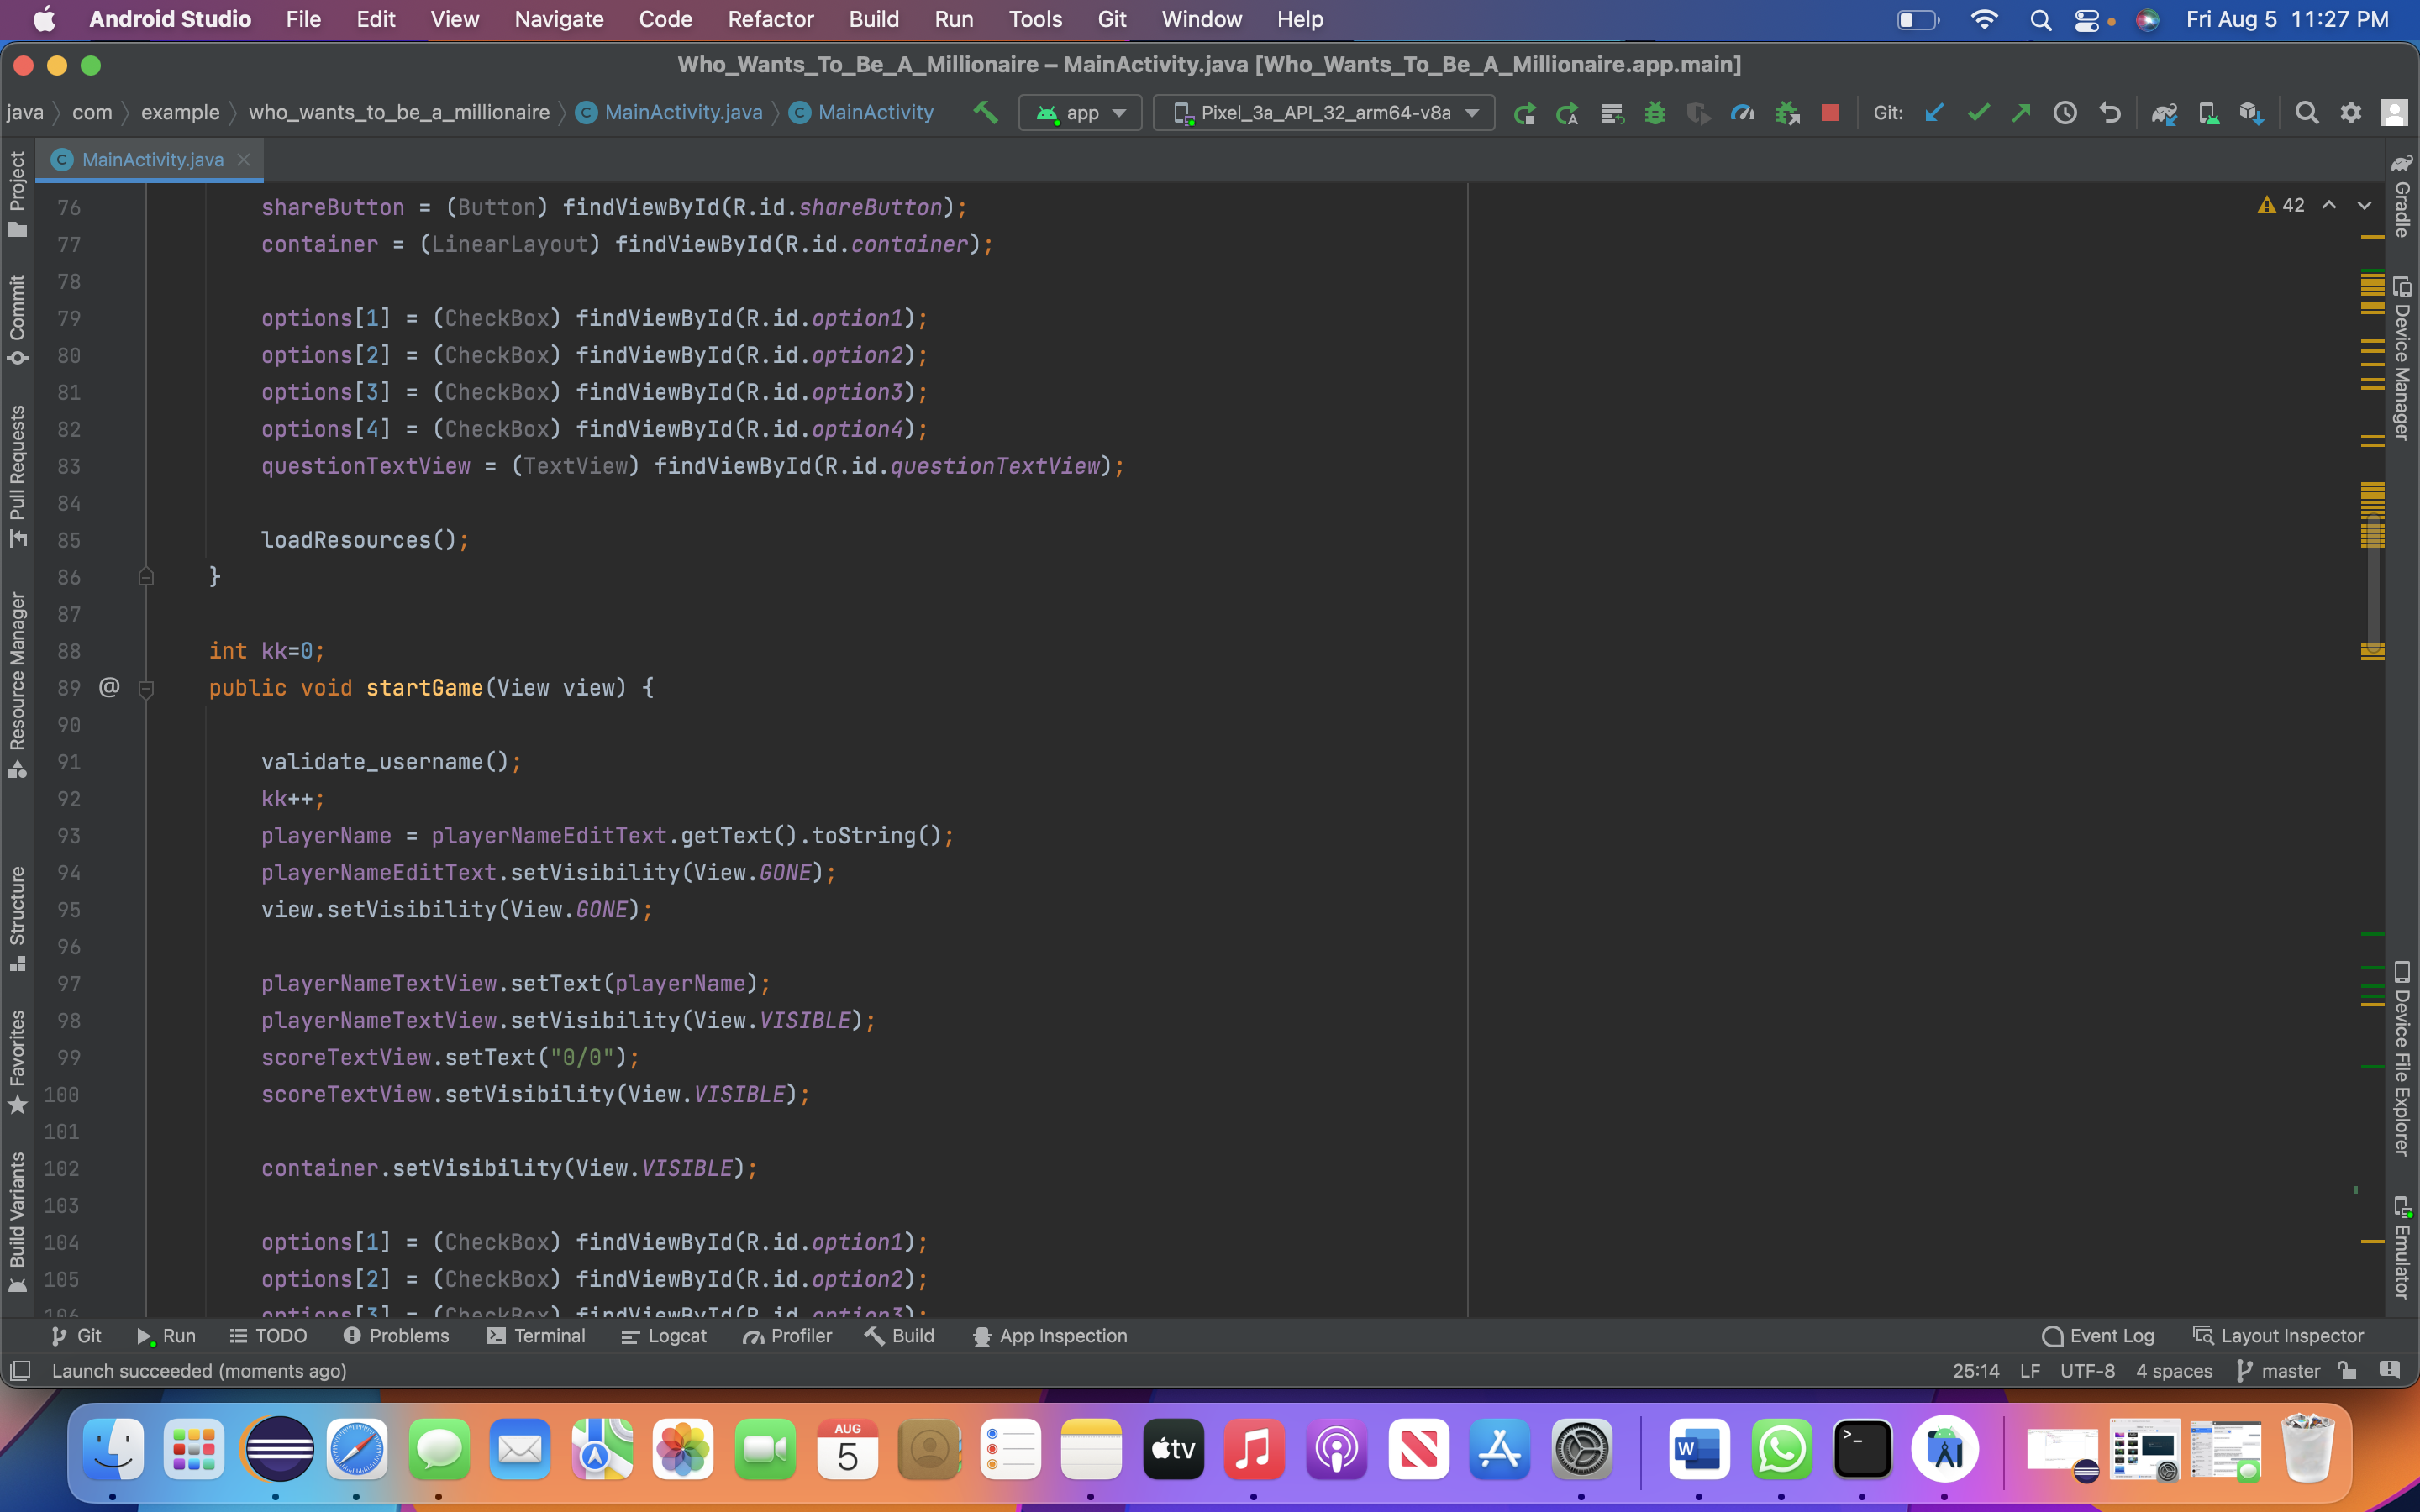 Android Studio File Edit View Navigate Code Refactor Build Run Tools Git Window Help Fri Aug 5 11:27 PM
Who_Wants_To_Be_A_Millionaire – MainActivity.java [Who_Wants_To_Be_A_Millionaire.app.main]
java com example who_wants_to_be_a_millionaire C MainActivity.java C MainActivity app Pixel_3a_API_32_arm64-v8a Git:
C MainActivity.java
42
76 shareButton = (Button) findViewById(R.id.shareButton);
77 container = (LinearLayout) findViewById(R.id.container);
78
79 options[1] = (CheckBox) findViewById(R.id.option1);
80 options[2] = (CheckBox) findViewById(R.id.option2);
81 options[3] = (CheckBox) findViewById(R.id.option3);
82 options[4] = (CheckBox) findViewById(R.id.option4);
83 questionTextView = (TextView) findViewById(R.id.questionTextView);
84
85 loadResources();
86 }
87
88 int kk=0;
89 @ public void startGame(View view) {
90
91 validate_username();
92 kk++;
93 playerName = playerNameEditText.getText().toString();
94 playerNameEditText.setVisibility(View.GONE);
95 view.setVisibility(View.GONE);
96
97 playerNameTextView.setText(playerName);
98 playerNameTextView.setVisibility(View.VISIBLE);
99 scoreTextView.setText("0/0");
100 scoreTextView.setVisibility(View.VISIBLE);
101
102 container.setVisibility(View.VISIBLE);
103
104 options[1] = (CheckBox) findViewById(R.id.option1);
105 options[2] = (CheckBox) findViewById(R.id.option2);
106 options[3] = (CheckBox) findViewById(R.id.option3);
Project
Commit
Pull Requests
Resource Manager
Structure
Favorites
Build Variants
Gradle
Device Manager
Device File Explorer
Emulator
Git Run TODO Problems Terminal Logcat Profiler Build App Inspection Event Log Layout Inspector
Launch succeeded (moments ago) 25:14 LF UTF-8 4 spaces master
AUG
5
tv
W